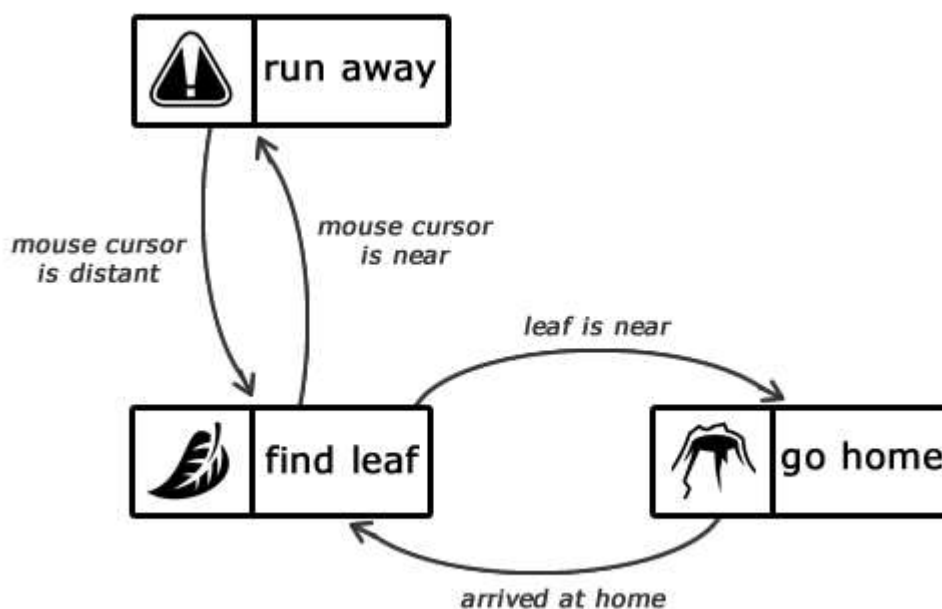 run away
mouse cursor
is distant
mouse cursor
is near
leaf is near
find leaf
go home
arrived at home